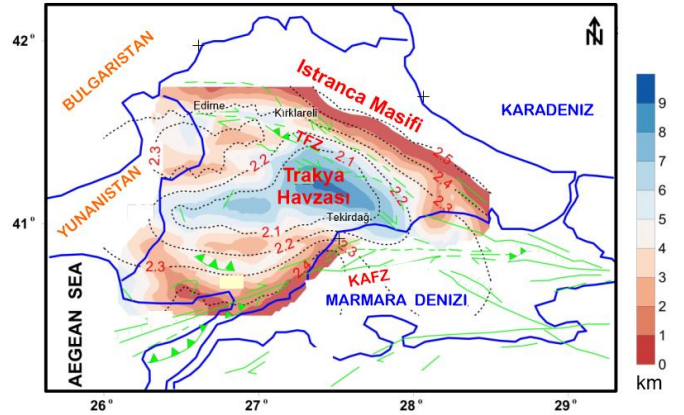 42°
41°
26°
27°
28°
29°
N
BULGARISTAN
YUNANISTAN
AEGEAN SEA
KARADENIZ
MARMARA DENIZI
Istranca Masifi
Edirne
Kırklareli
TFZ
Trakya
Havzası
Tekirdağ
KAFZ
2.3
2.2
2.1
2.5
2.4
2.2
2.3
2.1
2.2
2.3
2.4
2.3
9
8
7
6
5
4
3
2
1
0
km